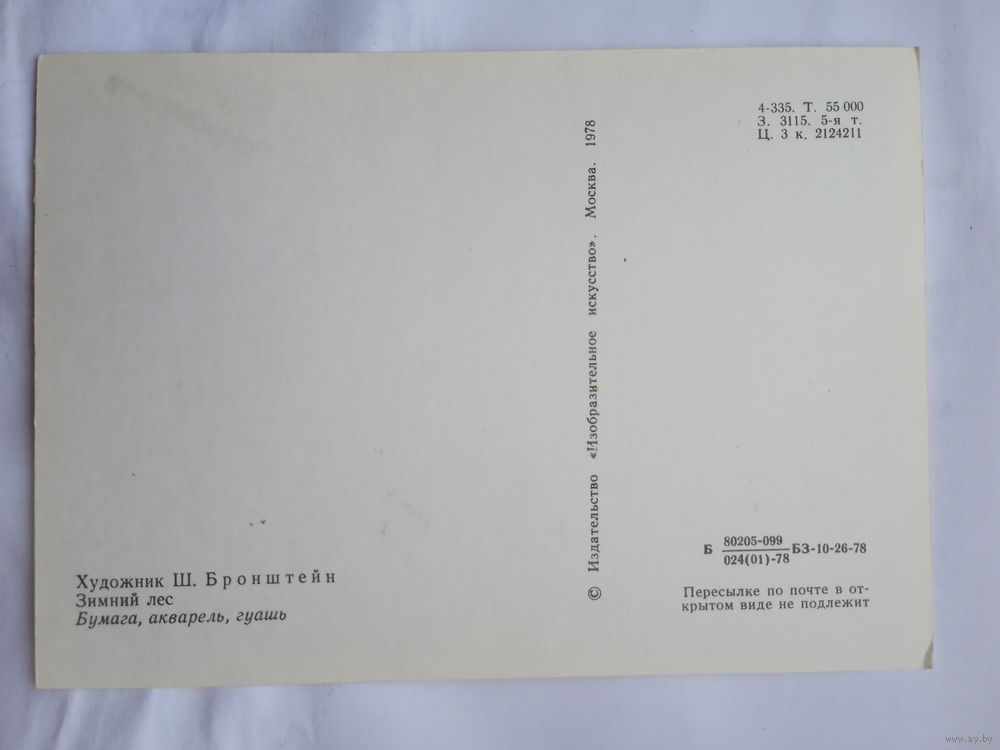 4-335. Т. 55 000
З. 3115. 5-я т.
Ц. 3 к. 2124211
© Издательство «Изобразительное искусство». Москва. 1978
Б 80205-099 БЗ-10-26-78
024(01)-78
Пересылке по почте в от-
крытом виде не подлежит
Художник Ш. Бронштейн
Зимний лес
Бумага, акварель, гуашь
www.ay.by